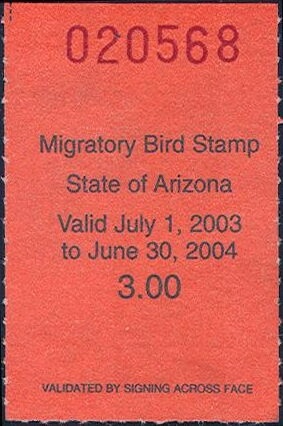 020568
Migratory Bird Stamp
State of Arizona
Valid July 1, 2003
to June 30, 2004
3.00
VALIDATED BY SIGNING ACROSS FACE